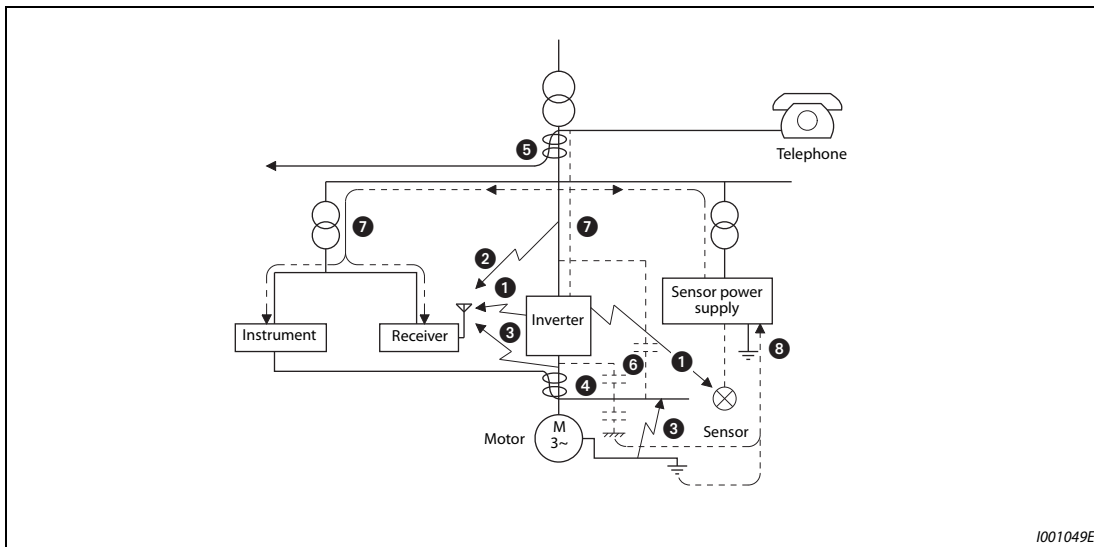 Telephone
5
7
7
2
1
Sensor power
supply
Inverter
Instrument
Receiver
3
8
6
1
4
3
Sensor
Motor
M
3~
I001049E